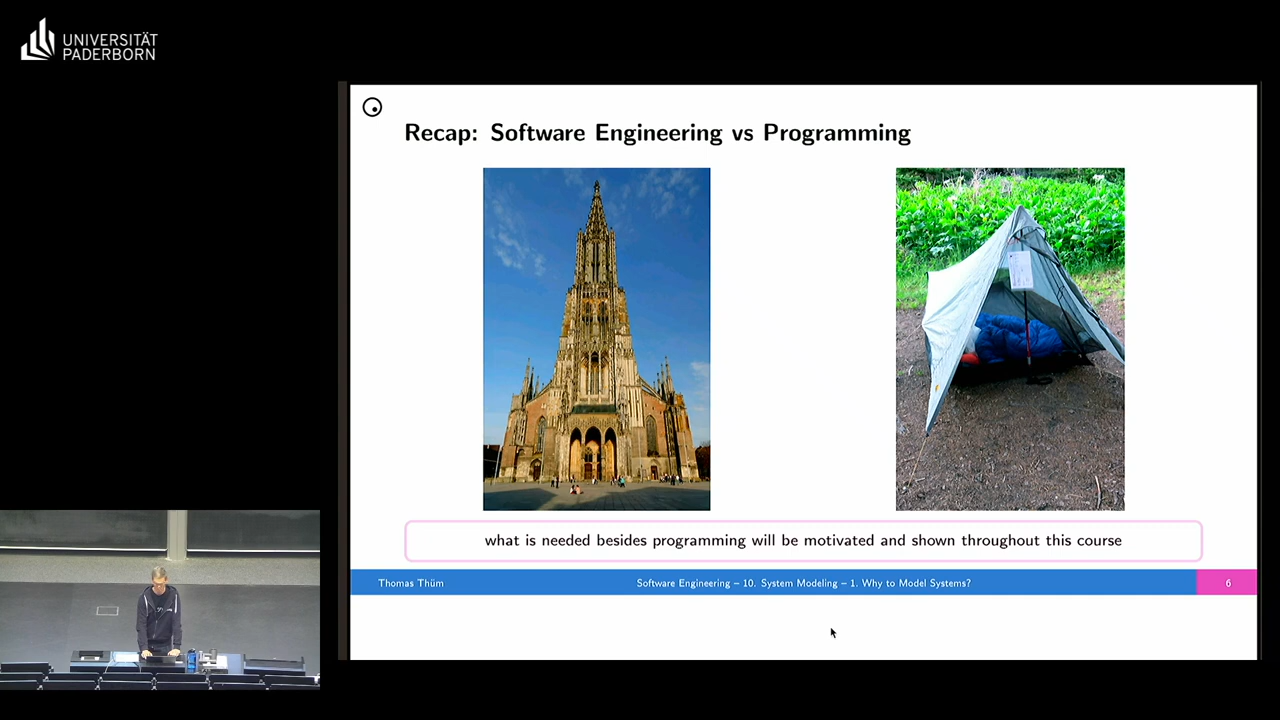 UNIVERSITÄT
PADERBORN
Recap: Software Engineering vs Programming
what is needed besides programming will be motivated and shown throughout this course
Thomas Thüm
Software Engineering – 10. System Modeling – 1. Why to Model Systems?
6